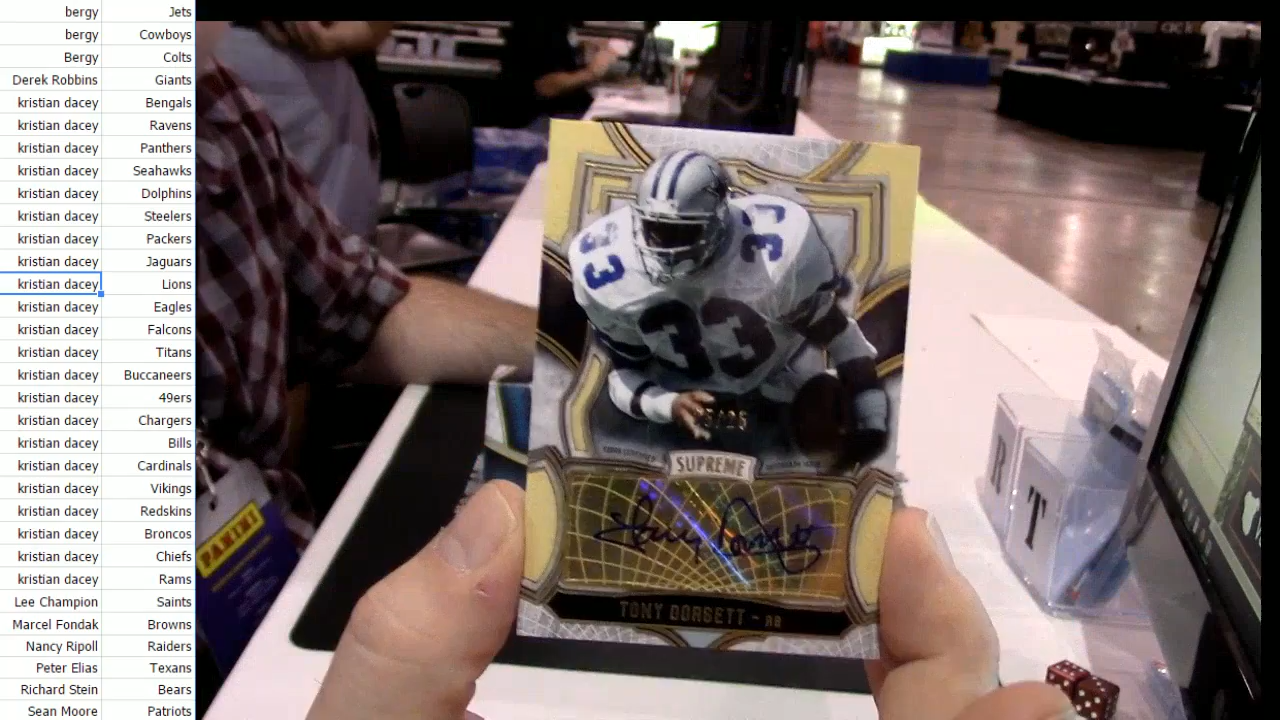 bergy Jets
bergy Cowboys
Bergy Colts
Derek Robbins Giants
kristian dacey Bengals
kristian dacey Ravens
kristian dacey Panthers
kristian dacey Seahawks
kristian dacey Dolphins
kristian dacey Steelers
kristian dacey Packers
kristian dacey Jaguars
kristian dacey Lions
kristian dacey Eagles
kristian dacey Falcons
kristian dacey Titans
kristian dacey Buccaneers
kristian dacey 49ers
kristian dacey Chargers
kristian dacey Bills
kristian dacey Cardinals
kristian dacey Vikings
kristian dacey Redskins
kristian dacey Broncos
kristian dacey Chiefs
kristian dacey Rams
Lee Champion Saints
Marcel Fondak Browns
Nancy Ripoll Raiders
Peter Elias Texans
Richard Stein Bears
Sean Moore Patriots
33
33
33
SUPREME
Tony Dorsett
TONY DORSETT - RB
PANINI
R
T